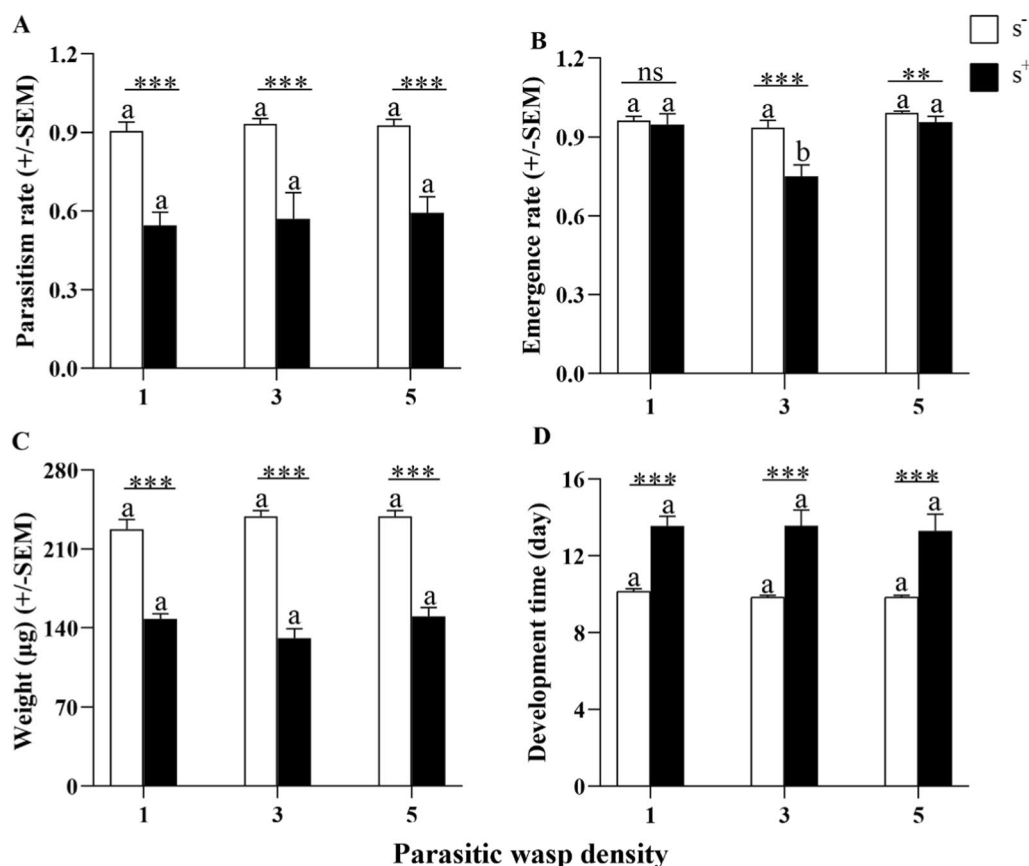 A
Parasitism rate (+/-SEM)
1.2
0.9
0.6
0.3
0.0
*** *** ***
a a a a a a
1 3 5
B
s⁻
s⁺
Emergence rate (+/-SEM)
1.2
0.9
0.6
0.3
0.0
ns *** **
a a a b a a
1 3 5
C
Weight (µg) (+/-SEM)
280
210
140
70
0
*** *** ***
a a a a a a
1 3 5
D
Development time (day)
16
12
8
4
0
*** *** ***
a a a a a a
1 3 5
Parasitic wasp density